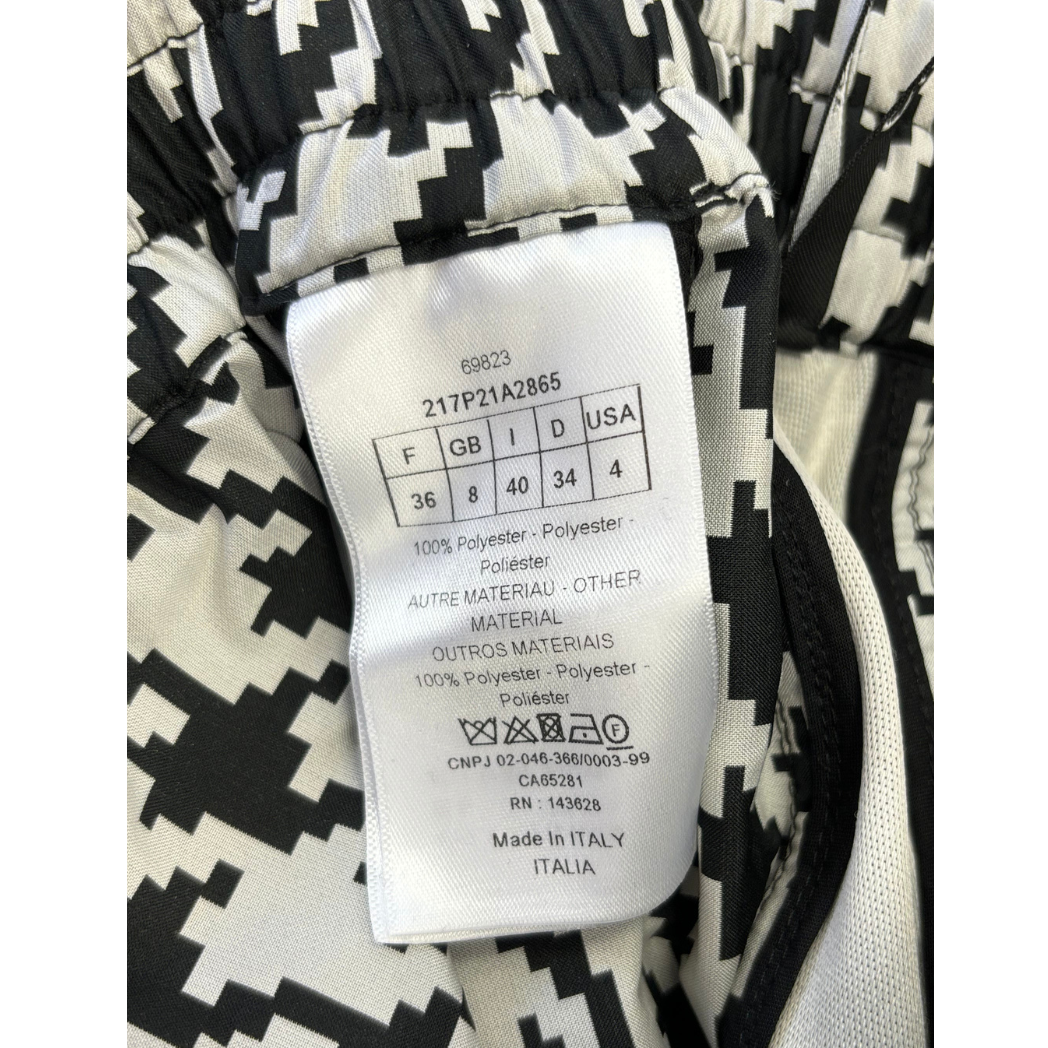 69823
217P21A2865
F GB I D USA
36 8 40 34 4
100% Polyester - Polyester -
Poliéster
AUTRE MATERIAU - OTHER
MATERIAL
OUTROS MATERIAIS
100% Polyester - Polyester -
Poliéster
F
CNPJ 02-046-366/0003-99
CA65281
RN : 143628
Made In ITALY
ITALIA